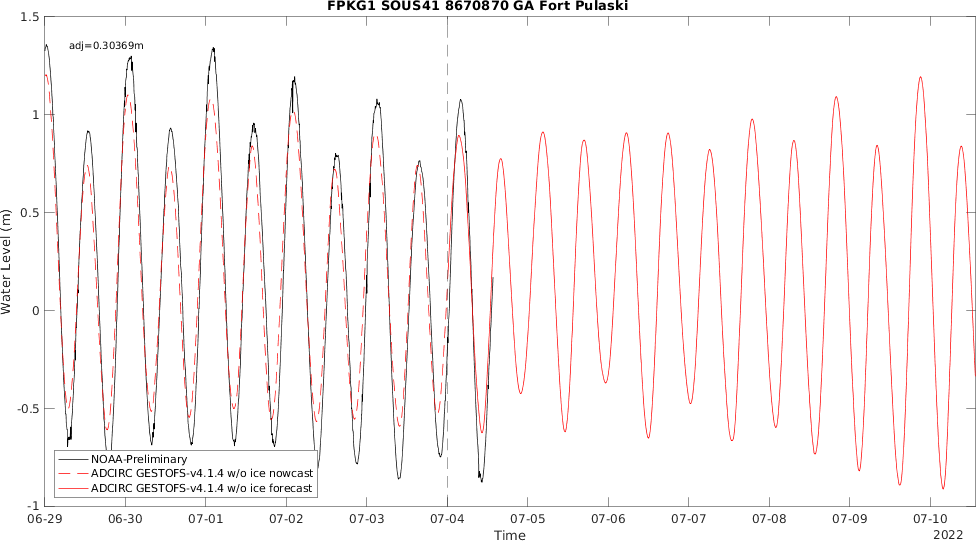 FPKG1 SOUS41 8670870 GA Fort Pulaski
1.5
adj=0.30369m
1
0.5
0
-0.5
-1
Water Level (m)
NOAA-Preliminary
ADCIRC GESTOFS-v4.1.4 w/o ice nowcast
ADCIRC GESTOFS-v4.1.4 w/o ice forecast
06-29 06-30 07-01 07-02 07-03 07-04 07-05 07-06 07-07 07-08 07-09 07-10
Time
2022